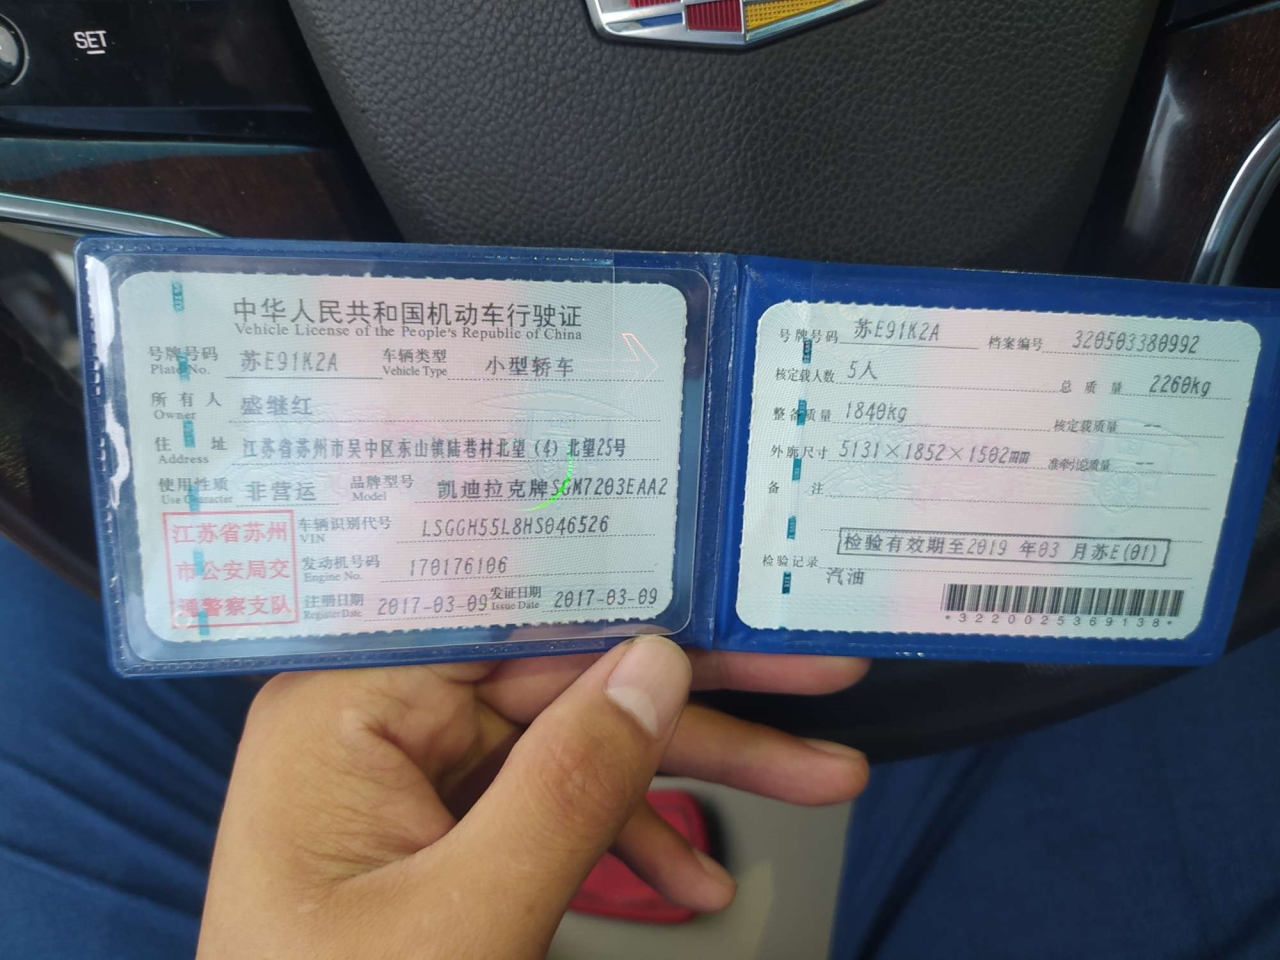 SET
中华人民共和国机动车行驶证
Vehicle License of the People's Republic of China
号牌号码 苏E91K2A 车辆类型 小型轿车
Plate No. Vehicle Type
所有人 盛继红
Owner
住址 江苏省苏州市吴中区东山镇陆巷村北望(4)北望25号
Address
使用性质 非营运 品牌型号 凯迪拉克牌SGM7203EAA2
Use Character Model
江苏省苏州
市公安局交
通警察支队
车辆识别代号 LSGGH55L8HS046526
VIN
发动机号码 170176106
Engine No.
注册日期 2017-03-09 发证日期 2017-03-09
Register Date Issue Date
号牌号码 苏E91K2A 档案编号 320503380992
核定载人数 5人 总质量 2260kg
整备质量 1840kg 核定载质量 --
外廓尺寸 5131×1852×1502mm 准牵引总质量 --
备注
检验有效期至2019年03月苏E(01)
检验记录
汽油
*3220025369138*